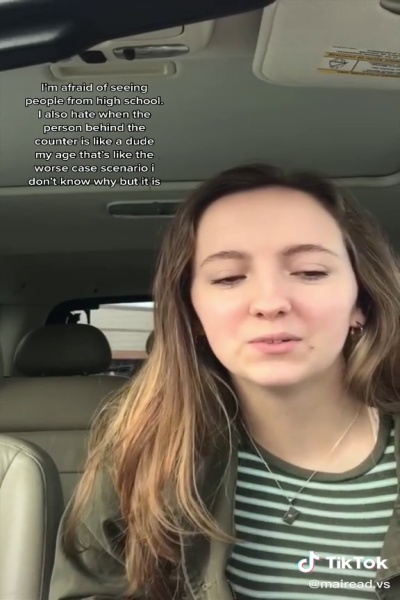 I'm afraid of seeing
people from high school.
I also hate when the
person behind the
counter is like a dude
my age that's like the
worse case scenario i
don't know why but it is
TikTok
@mairead.vs